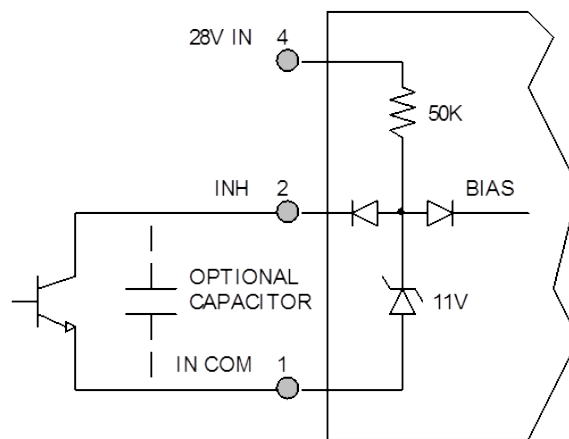 28V IN 4
50K
INH 2
BIAS
OPTIONAL
CAPACITOR
11V
IN COM 1